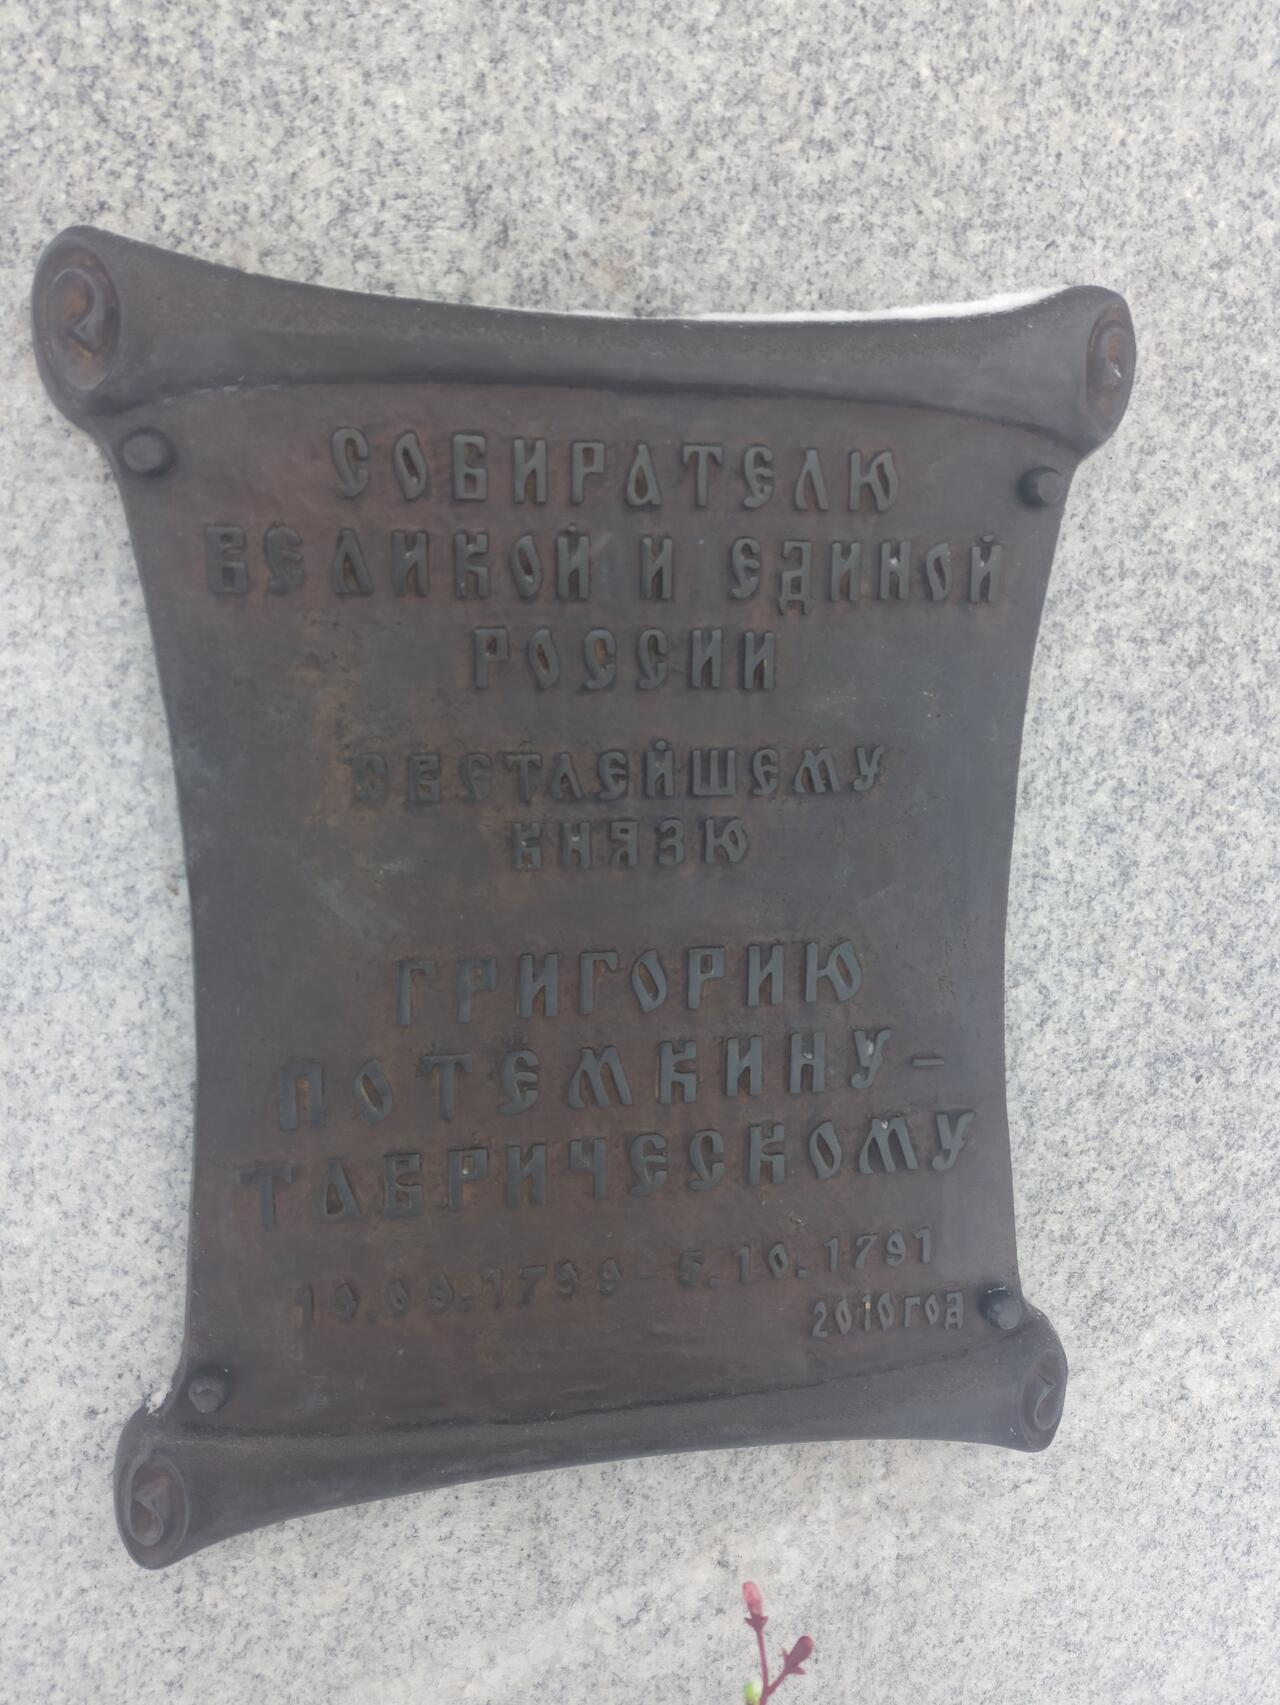 СОБИРАТЕЛЮ
ВЕЛИКОЙ И ЕДИНОЙ
РОССИИ
СВЕТЛЕЙШЕМУ
КНЯЗЮ
ГРИГОРИЮ
ПОТЁМКИНУ-
ТАВРИЧЕСКОМУ
5.10.1791
2010 ГОД